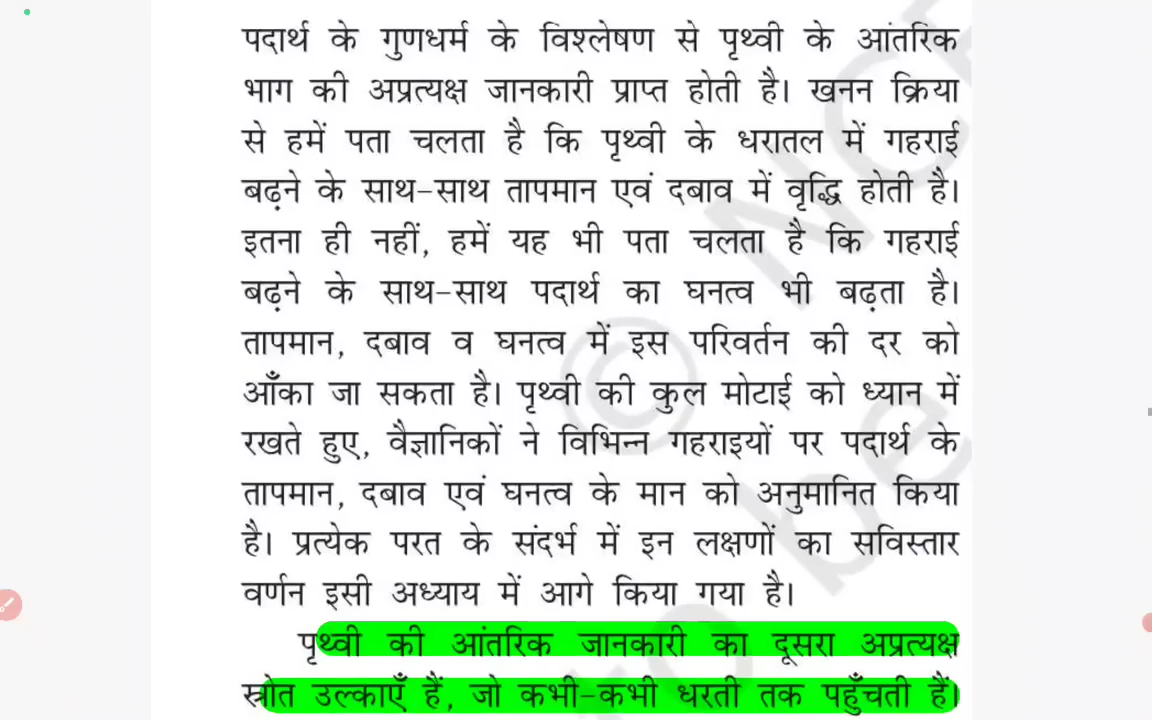 पदार्थ के गुणधर्म के विश्लेषण से पृथ्वी के आंतरिक
भाग की अप्रत्यक्ष जानकारी प्राप्त होती है। खनन क्रिया
से हमें पता चलता है कि पृथ्वी के धरातल में गहराई
बढ़ने के साथ-साथ तापमान एवं दबाव में वृद्धि होती है।
इतना ही नहीं, हमें यह भी पता चलता है कि गहराई
बढ़ने के साथ-साथ पदार्थ का घनत्व भी बढ़ता है।
तापमान, दबाव व घनत्व में इस परिवर्तन की दर को
आँका जा सकता है। पृथ्वी की कुल मोटाई को ध्यान में
रखते हुए, वैज्ञानिकों ने विभिन्न गहराइयों पर पदार्थ के
तापमान, दबाव एवं घनत्व के मान को अनुमानित किया
है। प्रत्येक परत के संदर्भ में इन लक्षणों का सविस्तार
वर्णन इसी अध्याय में आगे किया गया है।
पृथ्वी की आंतरिक जानकारी का दूसरा अप्रत्यक्ष
स्रोत उल्काएँ हैं, जो कभी-कभी धरती तक पहुँचती हैं।
© NCE
to be